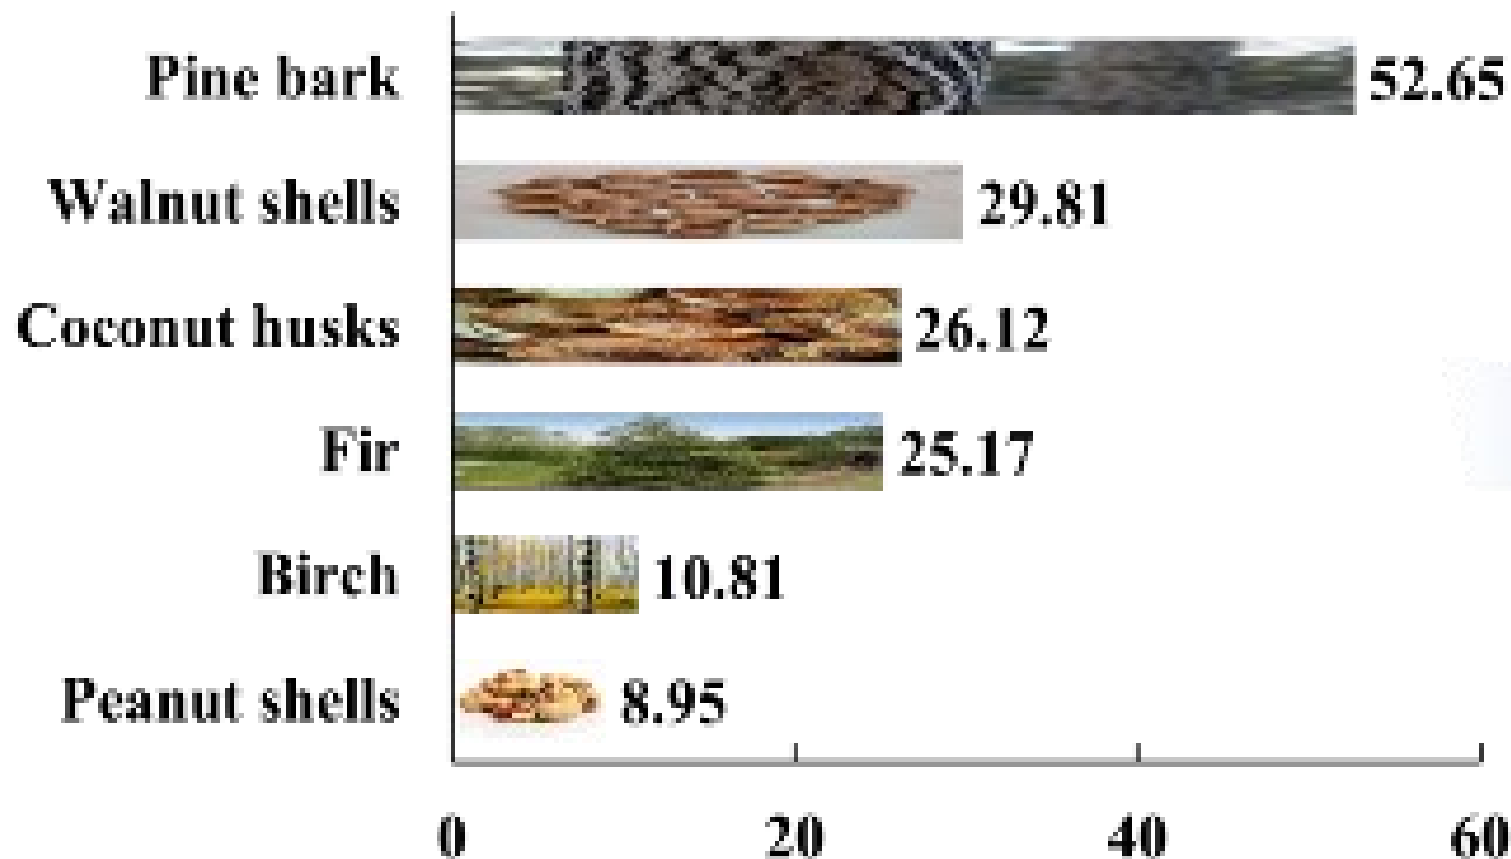 Pine bark 52.65
Walnut shells 29.81
Coconut husks 26.12
Fir 25.17
Birch 10.81
Peanut shells 8.95
0 20 40 60